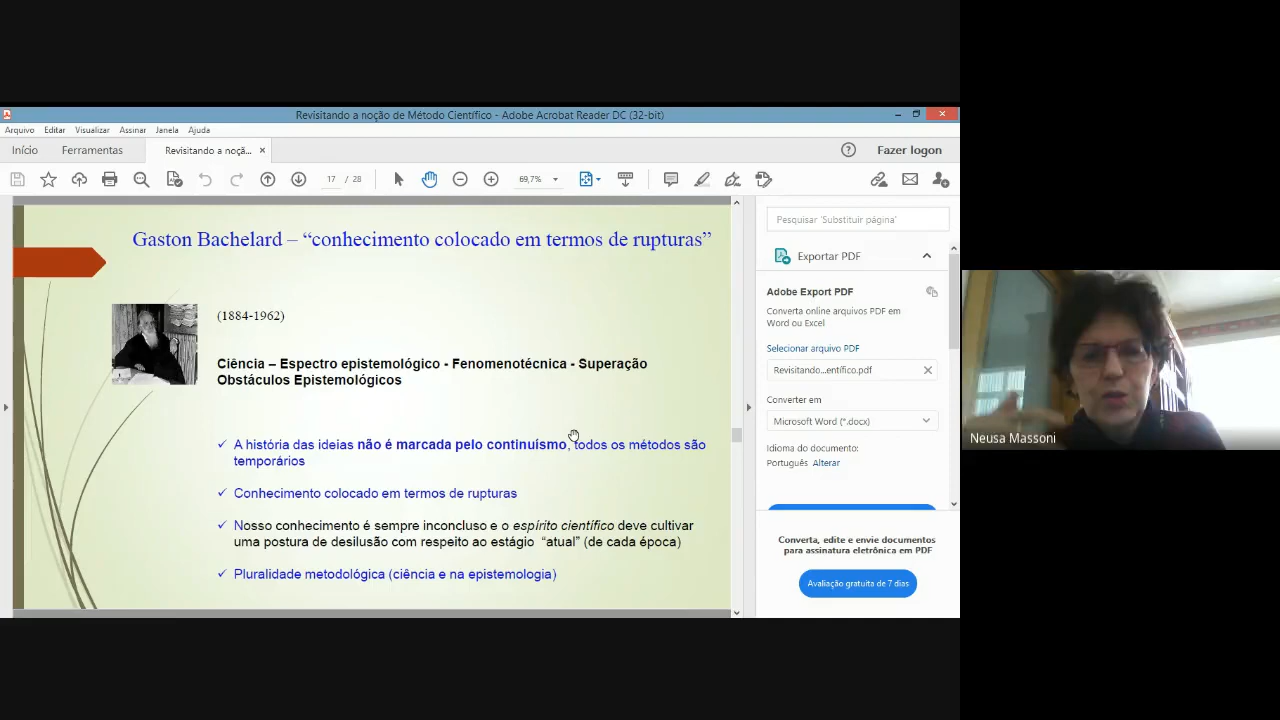 Revisitando a noção de Método Científico - Adobe Acrobat Reader DC (32-bit)
Arquivo Editar Visualizar Assinar Janela Ajuda
Início Ferramentas Revisitando a noçã... ×
Fazer logon
17 / 28
69,7%
Gaston Bachelard – “conhecimento colocado em termos de rupturas”
(1884-1962)
Ciência – Espectro epistemológico - Fenomenotécnica - Superação
Obstáculos Epistemológicos
✓ A história das ideias não é marcada pelo continuísmo, todos os métodos são
temporários
✓ Conhecimento colocado em termos de rupturas
✓ Nosso conhecimento é sempre inconcluso e o espírito científico deve cultivar
uma postura de desilusão com respeito ao estágio “atual” (de cada época)
✓ Pluralidade metodológica (ciência e na epistemologia)
Pesquisar 'Substituir página'
Exportar PDF
Adobe Export PDF
Converta online arquivos PDF em
Word ou Excel
Selecionar arquivo PDF
Revisitando...entífico.pdf
Converter em
Microsoft Word (*.docx)
Idioma do documento:
Português Alterar
Converta, edite e envie documentos
para assinatura eletrônica em PDF
Avaliação gratuita de 7 dias
Neusa Massoni